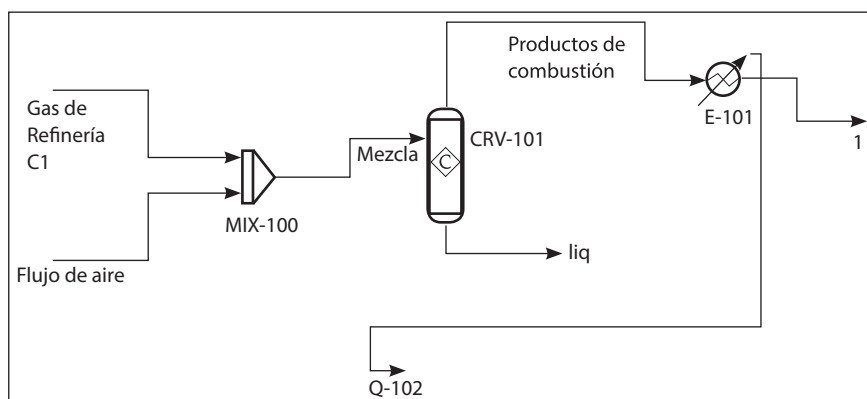 Productos de
combustión
Gas de
Refinería
C1
E-101
CRV-101
1
C
Mezcla
MIX-100
liq
Flujo de aire
Q-102